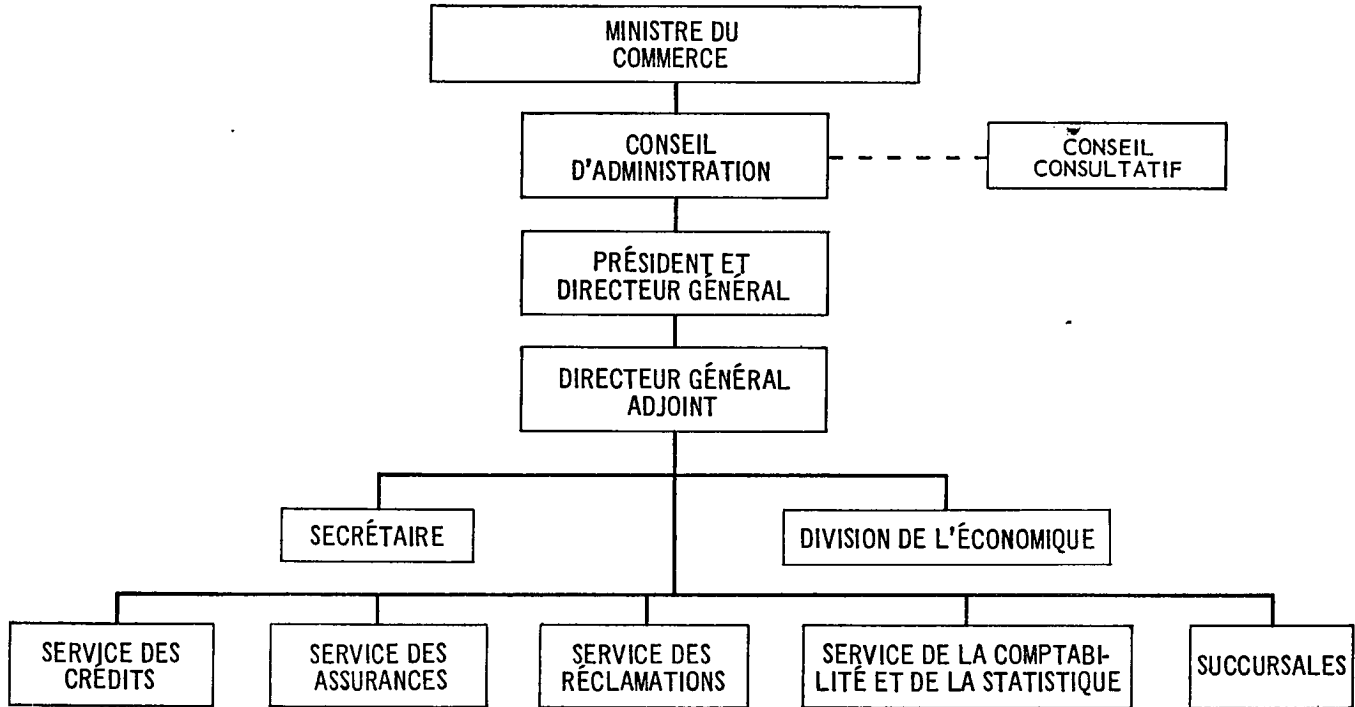 MINISTRE DU
COMMERCE
CONSEIL
D'ADMINISTRATION
CONSEIL
CONSULTATIF
PRÉSIDENT ET
DIRECTEUR GÉNÉRAL
DIRECTEUR GÉNÉRAL
ADJOINT
SECRÉTAIRE
DIVISION DE L'ÉCONOMIQUE
SERVICE DES
CRÉDITS
SERVICE DES
ASSURANCES
SERVICE DES
RÉCLAMATIONS
SERVICE DE LA COMPTABI-
LITÉ ET DE LA STATISTIQUE
SUCCURSALES